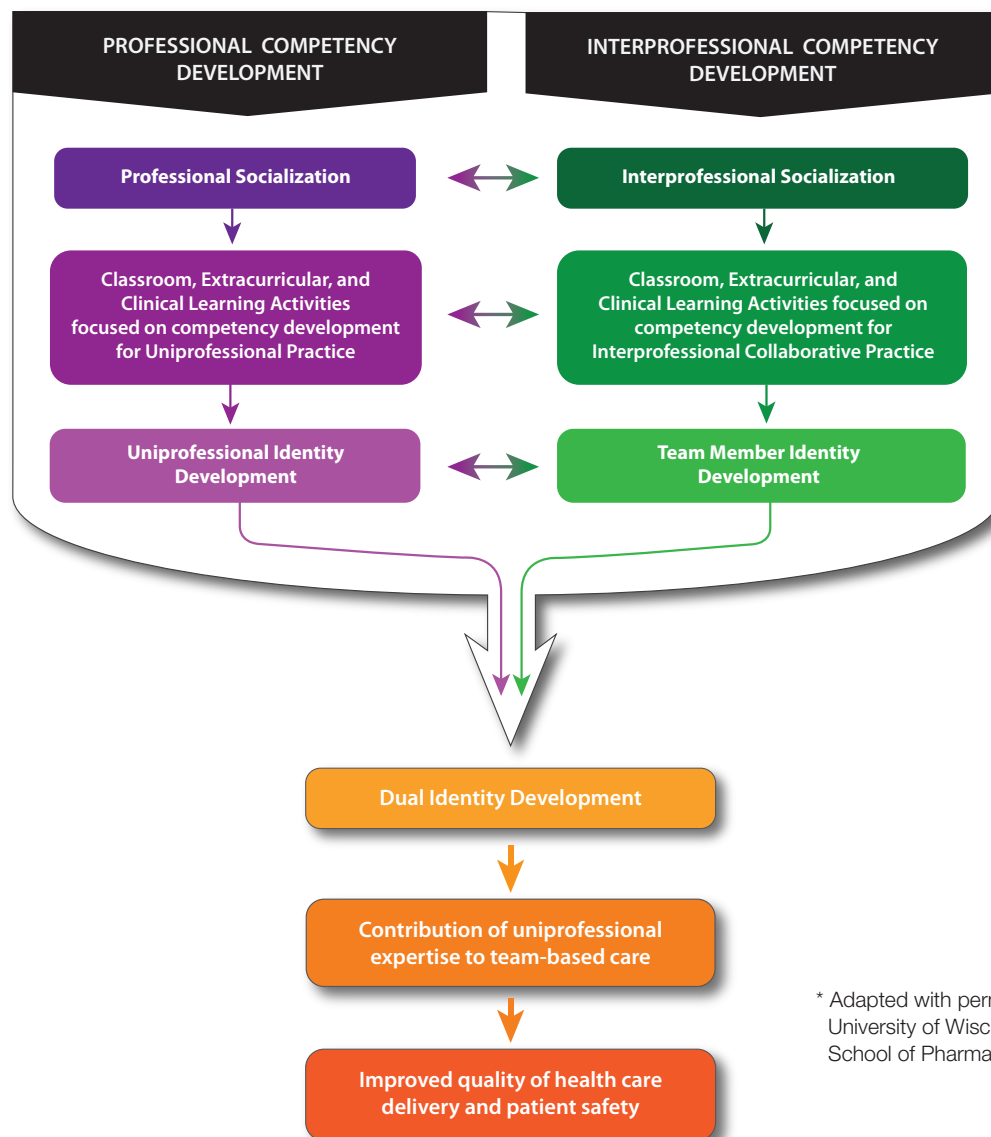 PROFESSIONAL COMPETENCY
DEVELOPMENT
INTERPROFESSIONAL COMPETENCY
DEVELOPMENT
Professional Socialization
Interprofessional Socialization
Classroom, Extracurricular, and
Clinical Learning Activities
focused on competency development
for Uniprofessional Practice
Classroom, Extracurricular, and
Clinical Learning Activities focused on
competency development for
Interprofessional Collaborative Practice
Uniprofessional Identity
Development
Team Member Identity
Development
Dual Identity Development
Contribution of uniprofessional
expertise to team-based care
Improved quality of health care
delivery and patient safety
* Adapted with
University of
School of